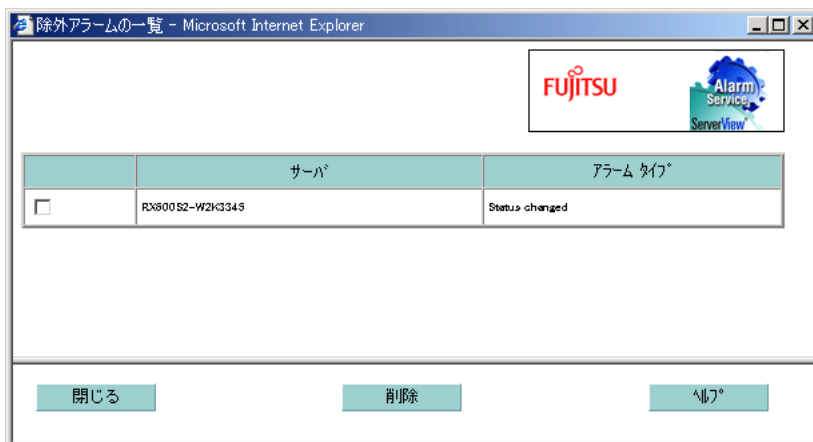 除外アラームの一覧 - Microsoft Internet Explorer
FUJITSU
Alarm
Service
ServerView
サーバ アラーム タイプ
RX600S2-W2K3345 Status changed
閉じる 削除 ヘルプ